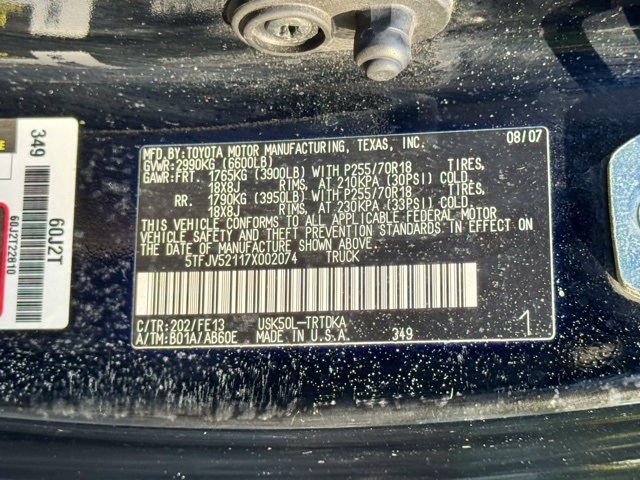 MFD.BY:TOYOTA MOTOR MANUFACTURING, TEXAS, INC. 08/07
GVWR:2990KG (6600LB)
GAWR:FRT. 1765KG (3900LB) WITH P255/70R18 TIRES,
18X8J RIMS, AT 210KPA (30PSI) COLD
RR. 1790KG (3950LB) WITH P255/70R18 TIRES,
18X8J RIMS, AT 230KPA (33PSI) COLD
THIS VEHICLE CONFORMS TO ALL APPLICABLE FEDERAL MOTOR
VEHICLE SAFETY AND THEFT PREVENTION STANDARDS IN EFFECT ON
THE DATE OF MANUFACTURE SHOWN ABOVE.
5TFJV52117X002074 TRUCK
C/TR:202/FE13 USK50L-TRTDKA
A/TM:B01A/AB60E MADE IN U.S.A. 349 1
349
60J2T
60J2T22810